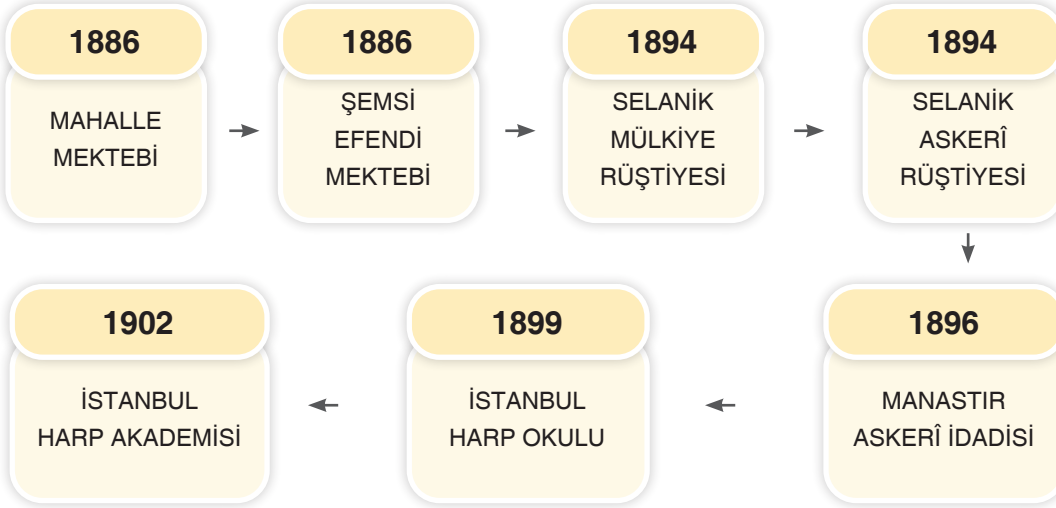 1886
MAHALLE
MEKTEBİ
1886
ŞEMSİ
EFENDİ
MEKTEBİ
1894
SELANİK
MÜLKİYE
RÜŞTİYESİ
1894
SELANİK
ASKERÎ
RÜŞTİYESİ
1896
MANASTIR
ASKERÎ İDADİSİ
1899
İSTANBUL
HARP OKULU
1902
İSTANBUL
HARP AKADEMİSİ